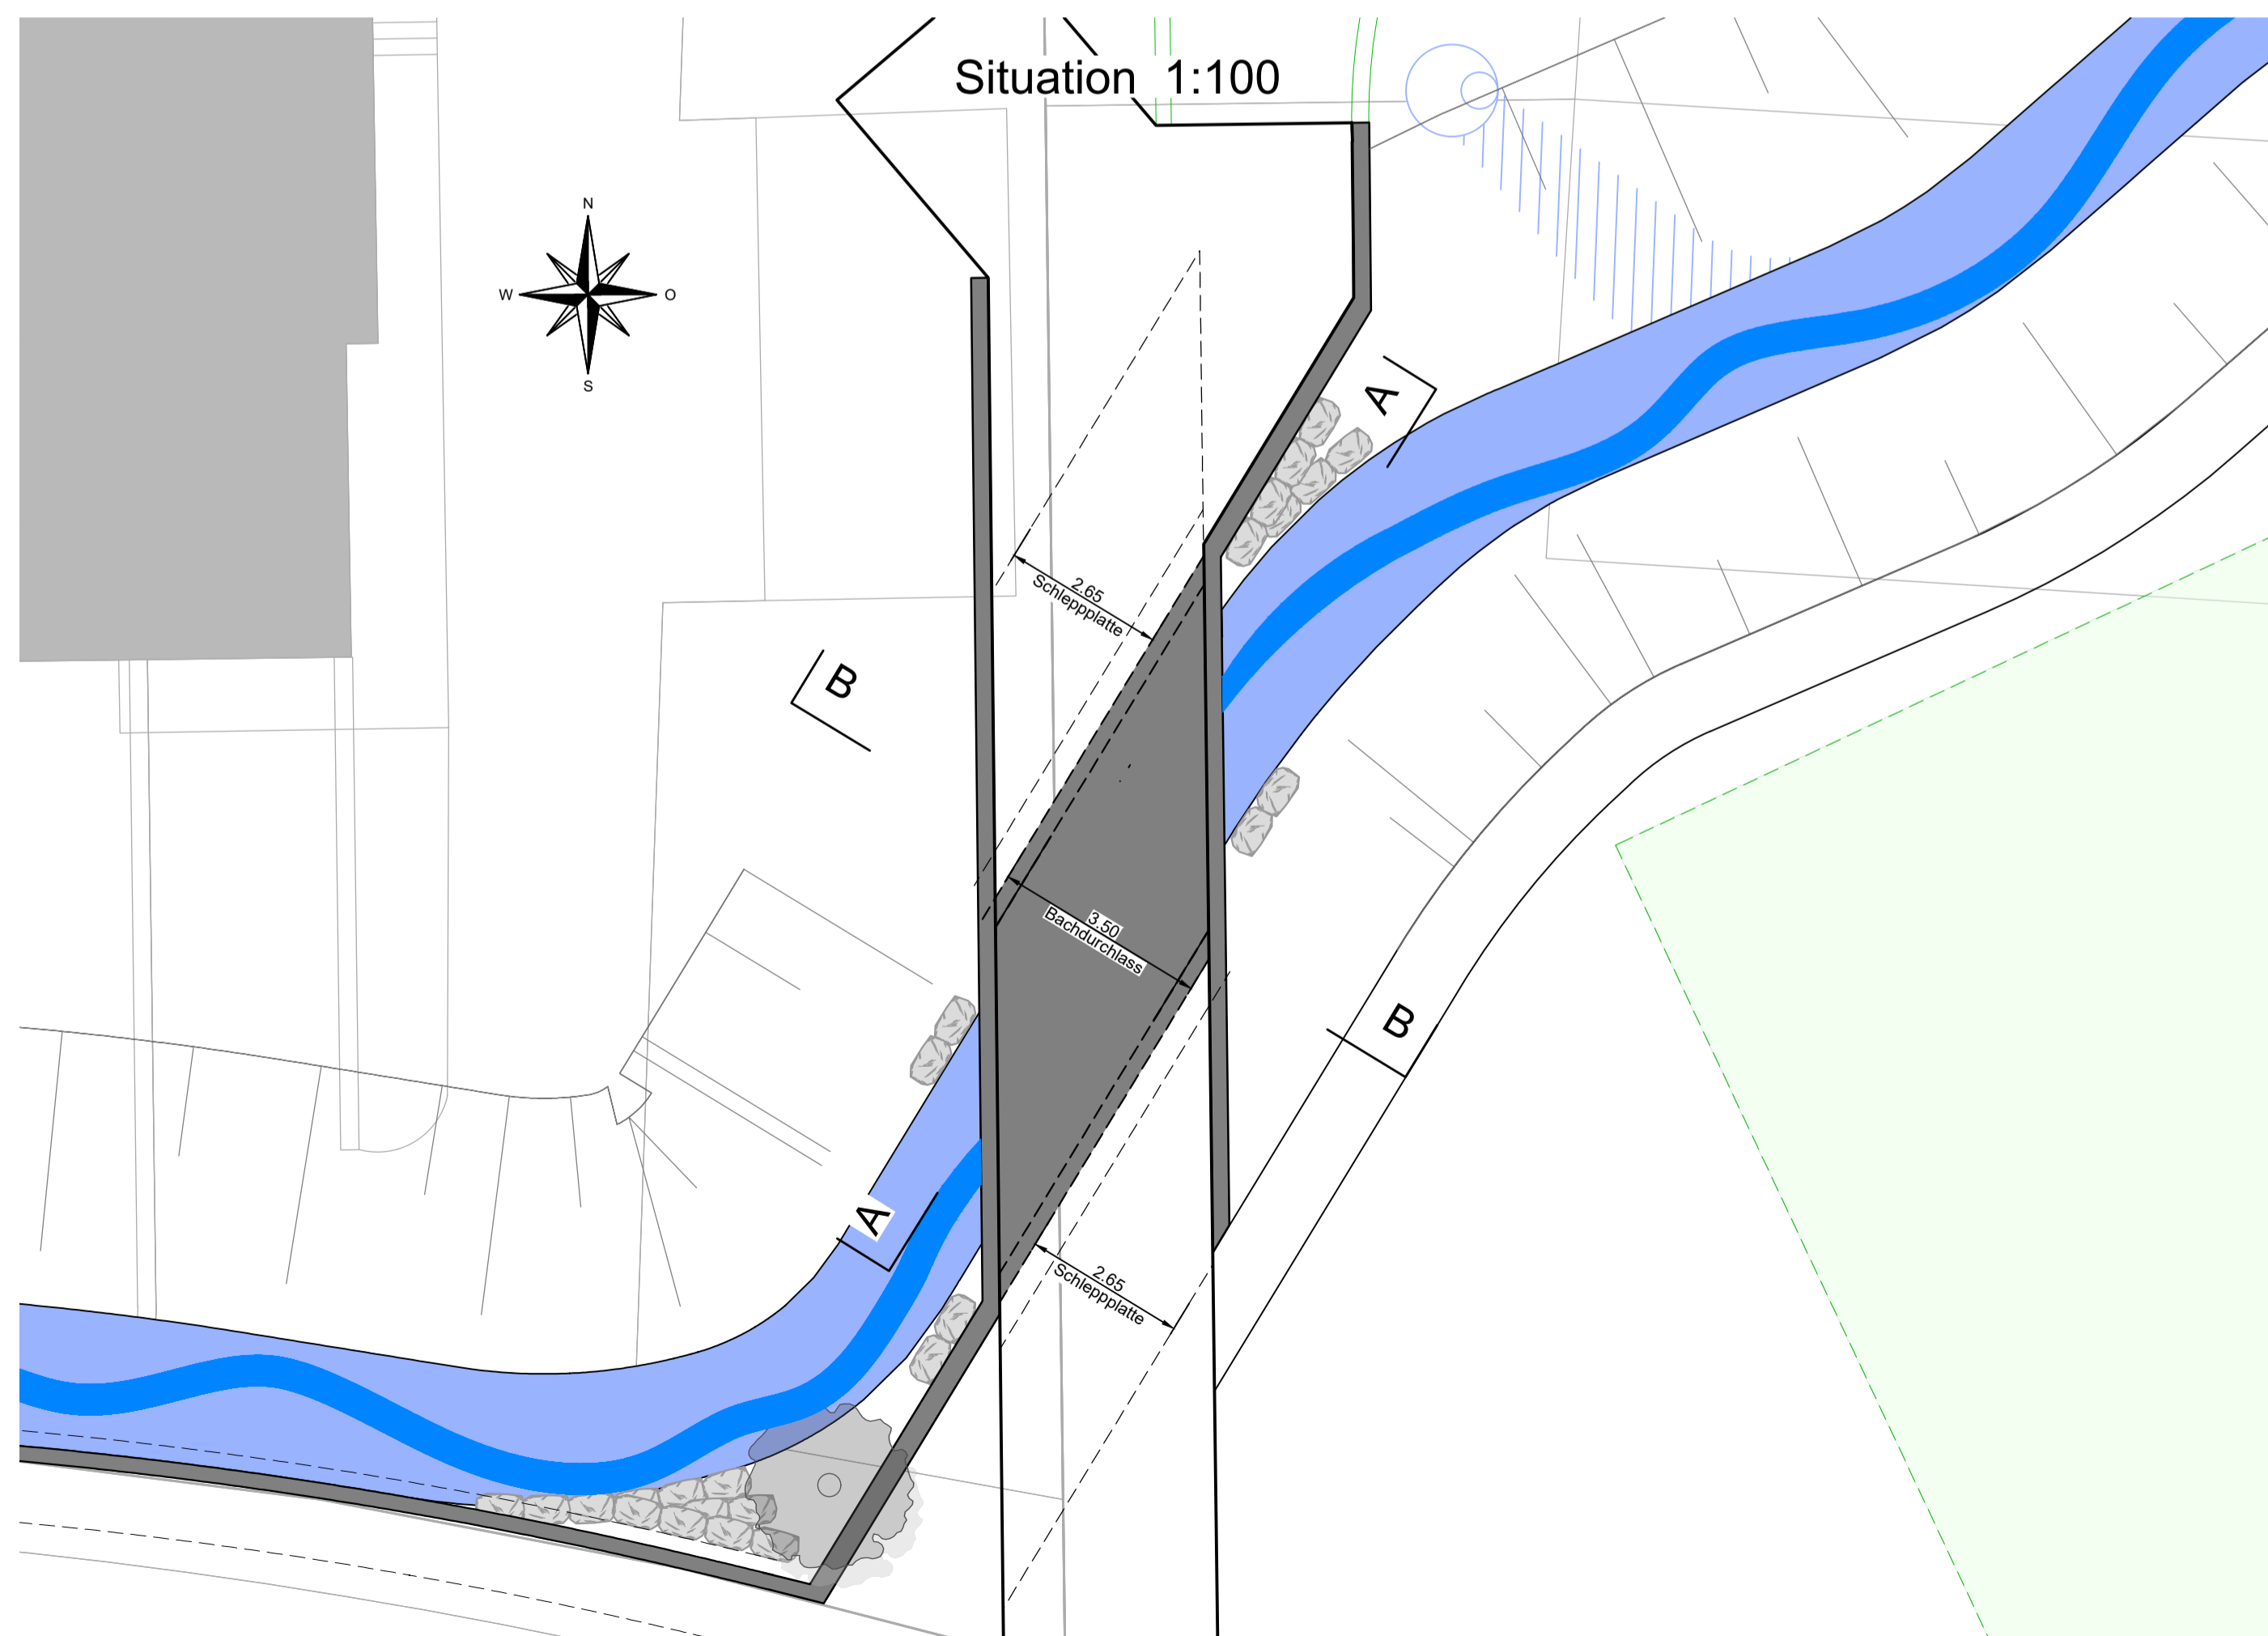 Situation 1:100
N
W
O
S
A
2.65
Schleppplatte
B
3.50
Bachdurchlass
B
A
2.65
Schleppplatte